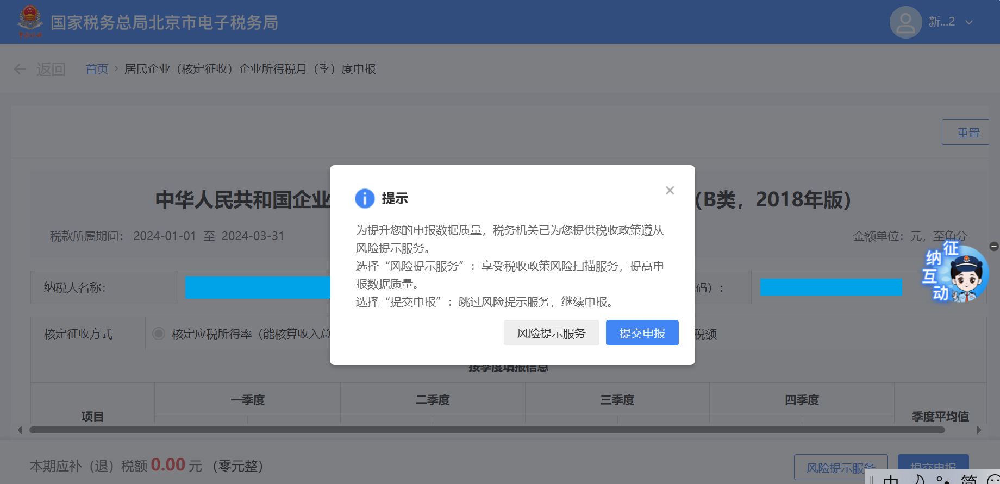 国家税务总局北京市电子税务局
新...2
返回 首页 > 居民企业（核定征收）企业所得税月（季）度申报
重置
中华人民共和国企业
（B类，2018年版）
税款所属期间： 2024-01-01 至 2024-03-31
金额单位：元，至角分
征纳互动
纳税人名称：
码）：
核定征收方式
核定应税所得率（能核算收入总
税额
提示
为提升您的申报数据质量，税务机关已为您提供税收政策遵从
风险提示服务。
选择“风险提示服务”：享受税收政策风险扫描服务，提高申
报数据质量。
选择“提交申报”：跳过风险提示服务，继续申报。
风险提示服务
提交申报
按季度填报信息
项目
一季度
二季度
三季度
四季度
季度平均值
本期应补（退）税额 0.00 元 （零元整）
风险提示服务
提交申报
中
简